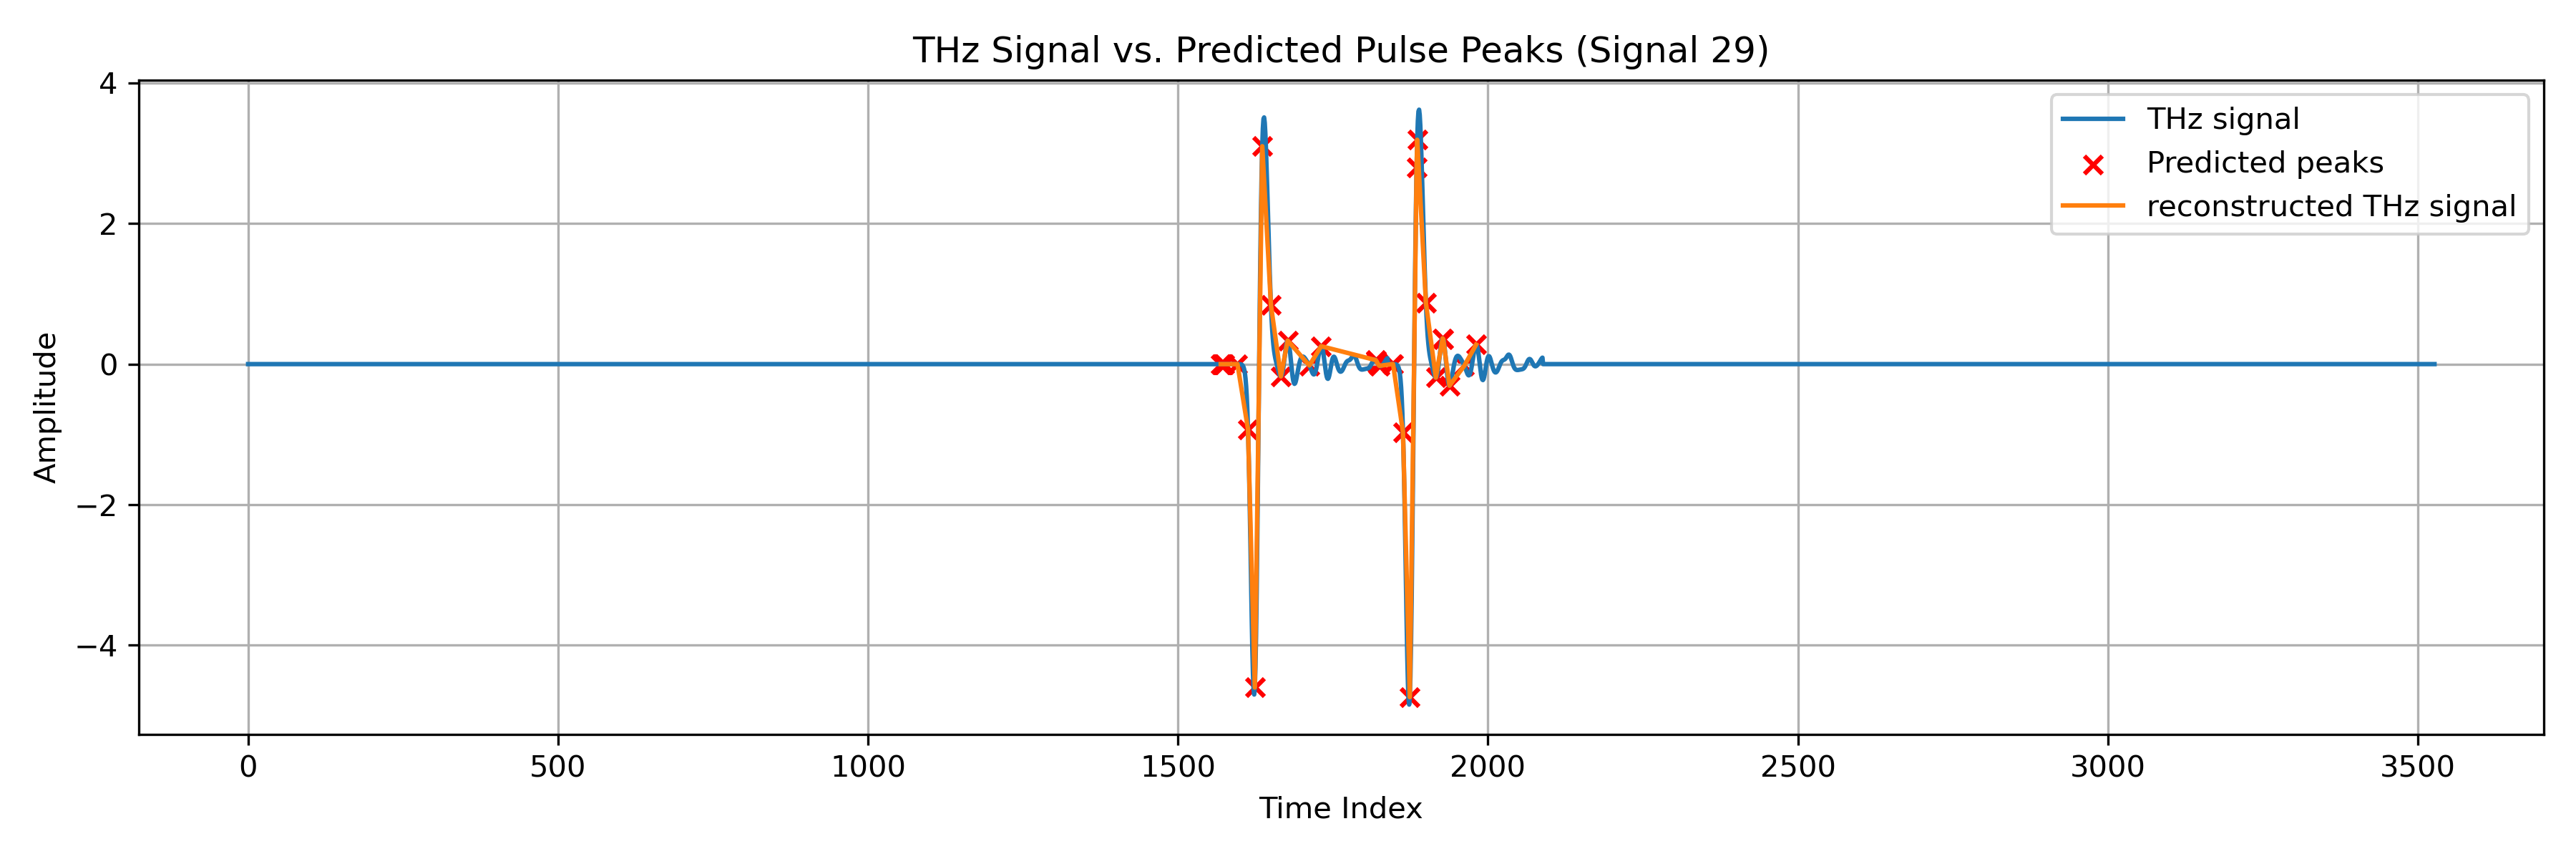 THz Signal vs. Predicted Pulse Peaks (Signal 29)
4
2
0
−2
−4
Amplitude
THz signal
Predicted peaks
reconstructed THz signal
0 500 1000 1500 2000 2500 3000 3500
Time Index